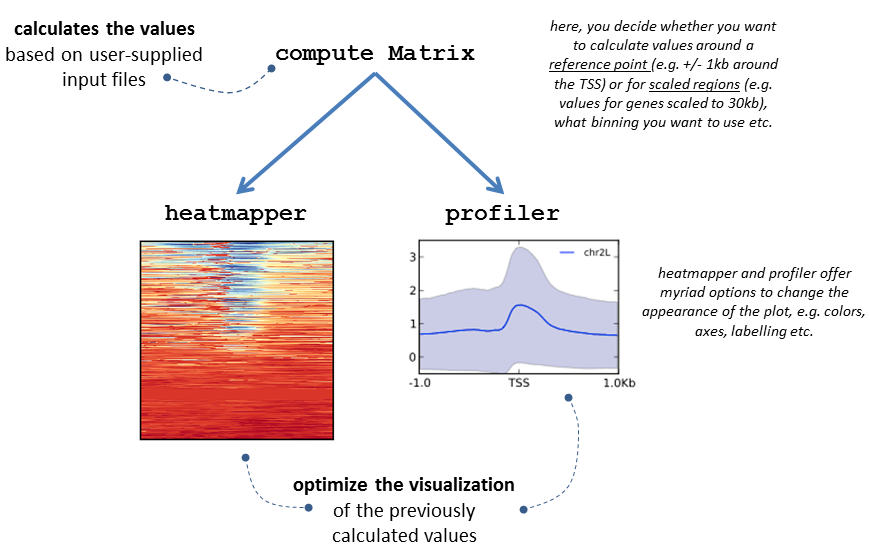 calculates the values
based on user-supplied
input files
compute Matrix
here, you decide whether you want
to calculate values around a
reference point (e.g. +/- 1kb around
the TSS) or for scaled regions (e.g.
values for genes scaled to 30kb),
what binning you want to use etc.
heatmapper
profiler
chr2L
3
2
1
0
-1.0
TSS
1.0Kb
heatmapper and profiler offer
myriad options to change the
appearance of the plot, e.g. colors,
axes, labelling etc.
optimize the visualization
of the previously
calculated values